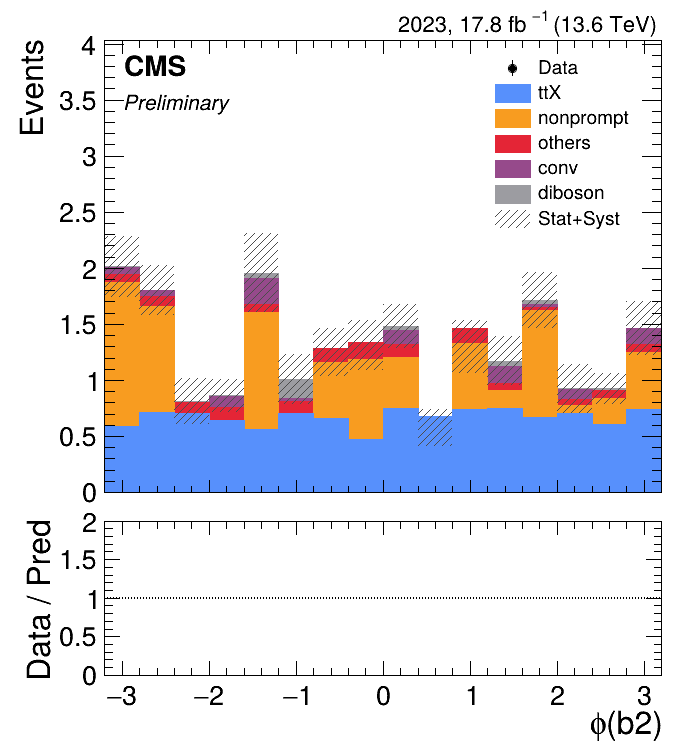 2023, 17.8 fb⁻¹ (13.6 TeV)
CMS
Preliminary
Data
ttX
nonprompt
others
conv
diboson
Stat+Syst
Events
4
3.5
3
2.5
2
1.5
1
0.5
0
Data / Pred
2
1.5
1
0.5
0
−3 −2 −1 0 1 2 3
ϕ(b2)